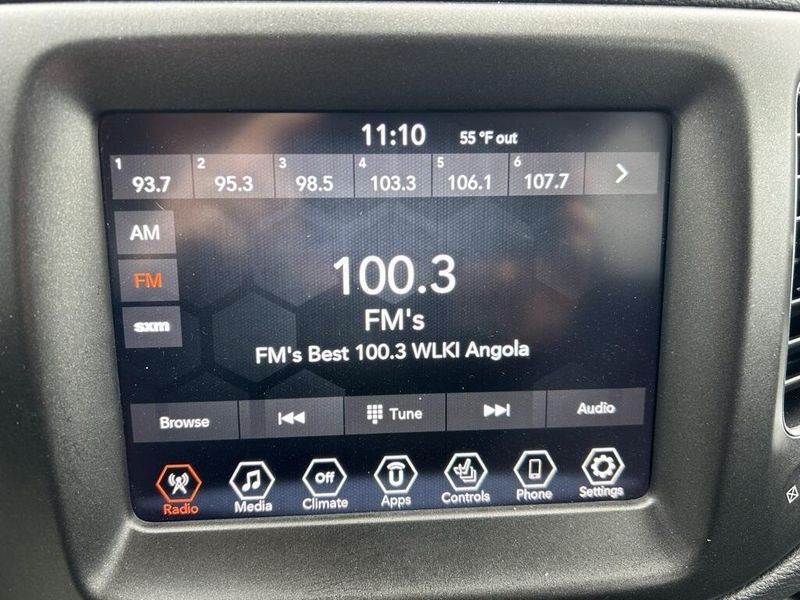 11:10 55 °F out
1 2 3 4 5 6
93.7 95.3 98.5 103.3 106.1 107.7
AM
FM
sxm
100.3
FM's
FM's Best 100.3 WLKI Angola
Browse Tune Audio
Off
Radio Media Climate Apps Controls Phone Settings